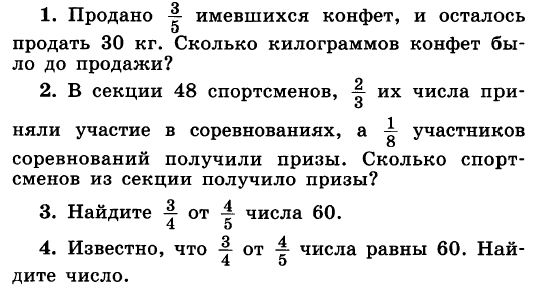 1. Продано 3/5 имевшихся конфет, и осталось
продать 30 кг. Сколько килограммов конфет бы-
ло до продажи?
2. В секции 48 спортсменов, 2/3 их числа при-
няли участие в соревнованиях, а 1/8 участников
соревнований получили призы. Сколько спорт-
сменов из секции получило призы?
3. Найдите 3/4 от 4/5 числа 60.
4. Известно, что 3/4 от 4/5 числа равны 60. Най-
дите число.